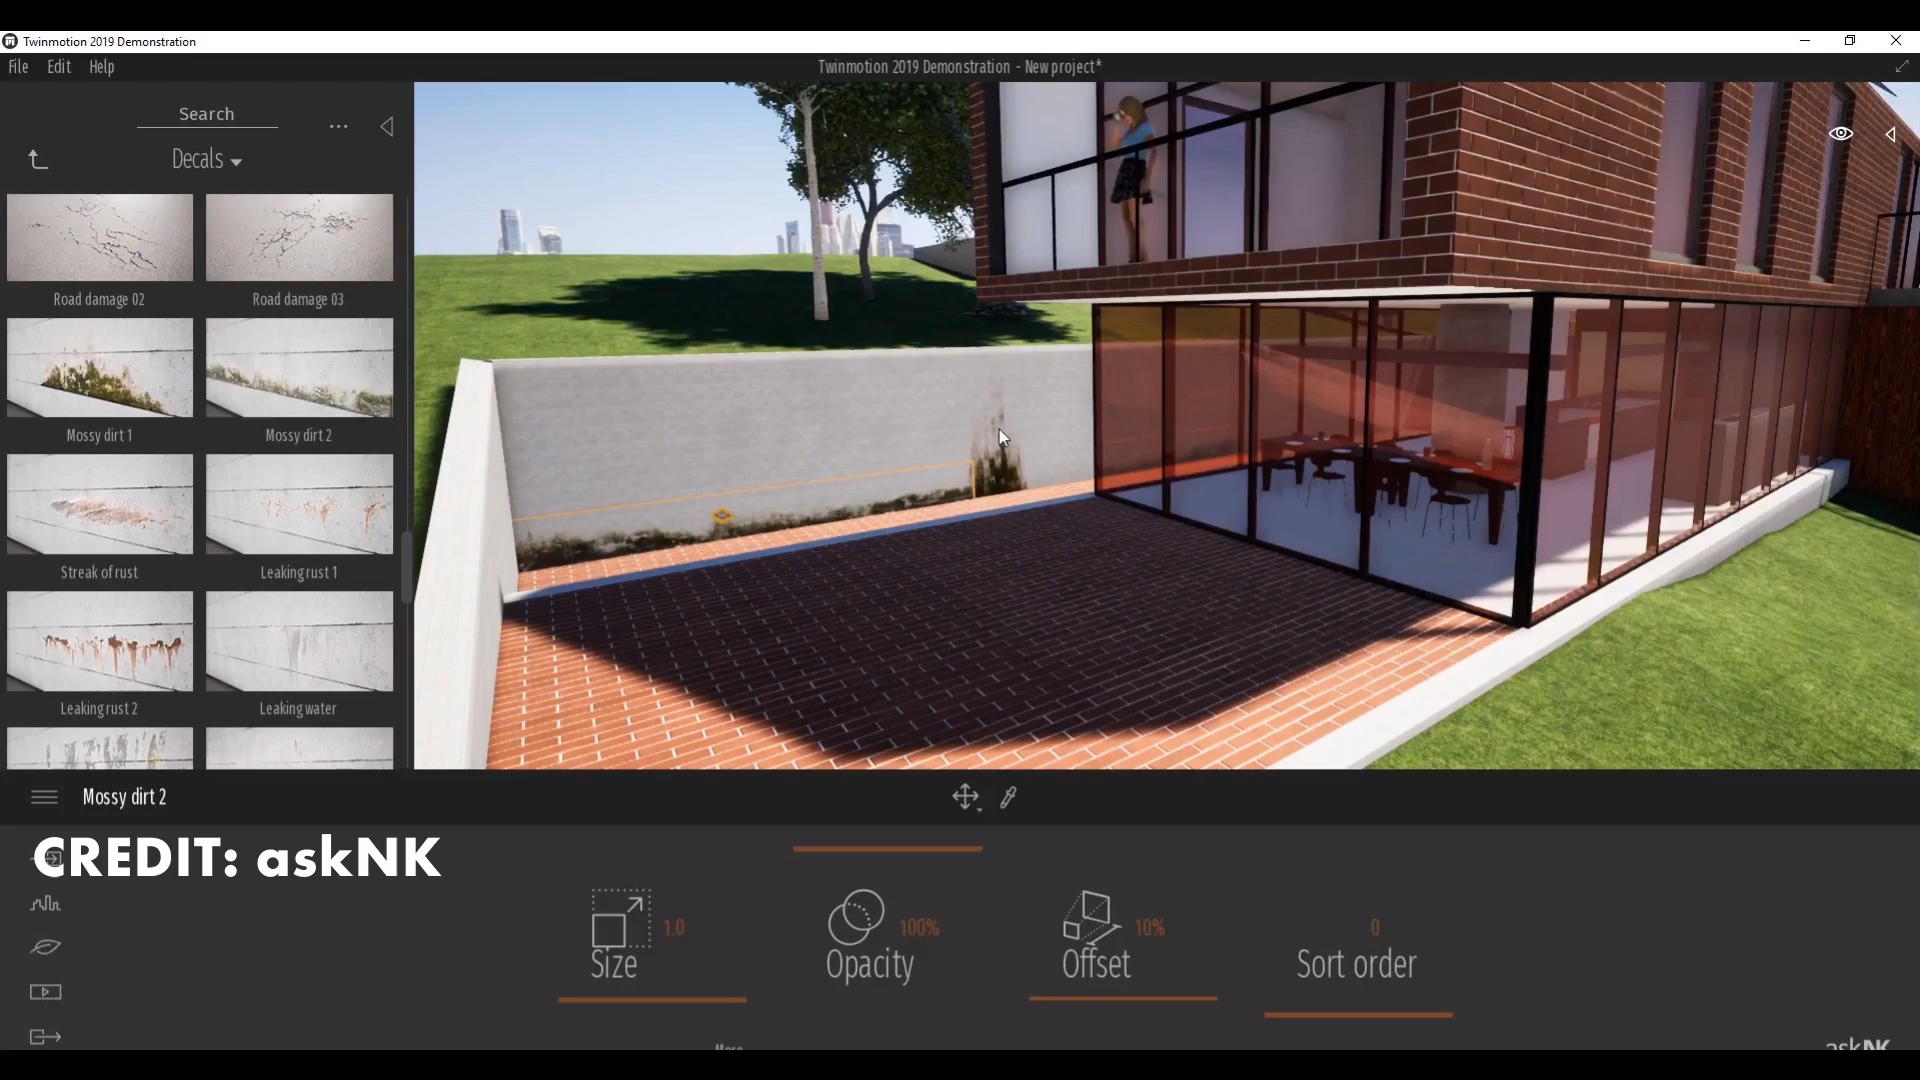 Twinmotion 2019 Demonstration
File Edit Help
Twinmotion 2019 Demonstration - New project*
Search
Decals
Road damage 02
Road damage 03
Mossy dirt 1
Mossy dirt 2
Streak of rust
Leaking rust 1
Leaking rust 2
Leaking water
Mossy dirt 2
CREDIT: askNK
1.0
100%
10%
0
Size
Opacity
Offset
Sort order
More
askNK